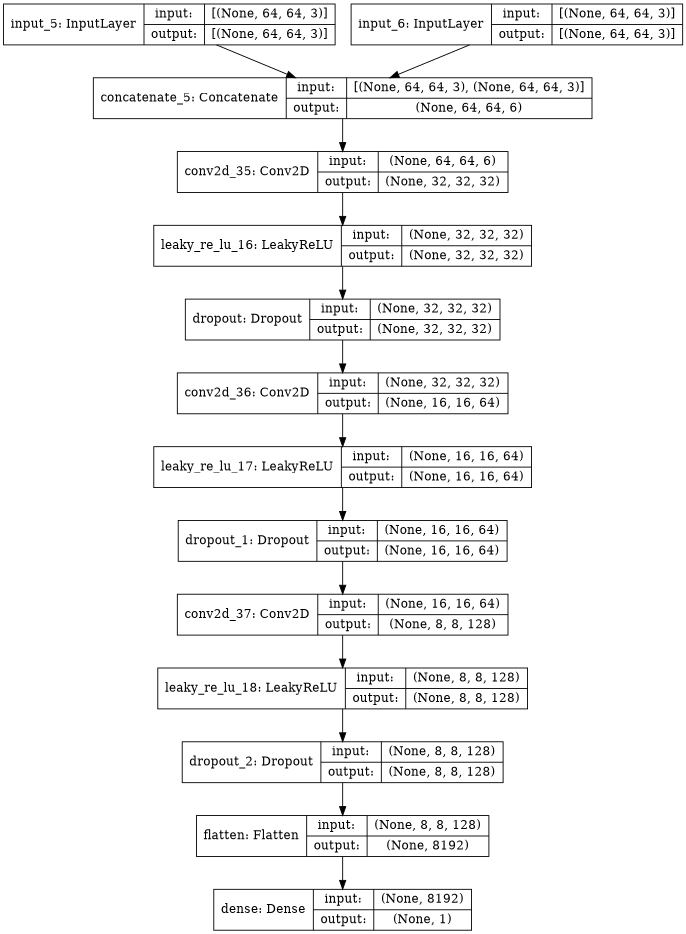 input_5: InputLayer
input: [(None, 64, 64, 3)]
output: [(None, 64, 64, 3)]
input_6: InputLayer
input: [(None, 64, 64, 3)]
output: [(None, 64, 64, 3)]
concatenate_5: Concatenate
input: [(None, 64, 64, 3), (None, 64, 64, 3)]
output: (None, 64, 64, 6)
conv2d_35: Conv2D
input: (None, 64, 64, 6)
output: (None, 32, 32, 32)
leaky_re_lu_16: LeakyReLU
input: (None, 32, 32, 32)
output: (None, 32, 32, 32)
dropout: Dropout
input: (None, 32, 32, 32)
output: (None, 32, 32, 32)
conv2d_36: Conv2D
input: (None, 32, 32, 32)
output: (None, 16, 16, 64)
leaky_re_lu_17: LeakyReLU
input: (None, 16, 16, 64)
output: (None, 16, 16, 64)
dropout_1: Dropout
input: (None, 16, 16, 64)
output: (None, 16, 16, 64)
conv2d_37: Conv2D
input: (None, 16, 16, 64)
output: (None, 8, 8, 128)
leaky_re_lu_18: LeakyReLU
input: (None, 8, 8, 128)
output: (None, 8, 8, 128)
dropout_2: Dropout
input: (None, 8, 8, 128)
output: (None, 8, 8, 128)
flatten: Flatten
input: (None, 8, 8, 128)
output: (None, 8192)
dense: Dense
input: (None, 8192)
output: (None, 1)